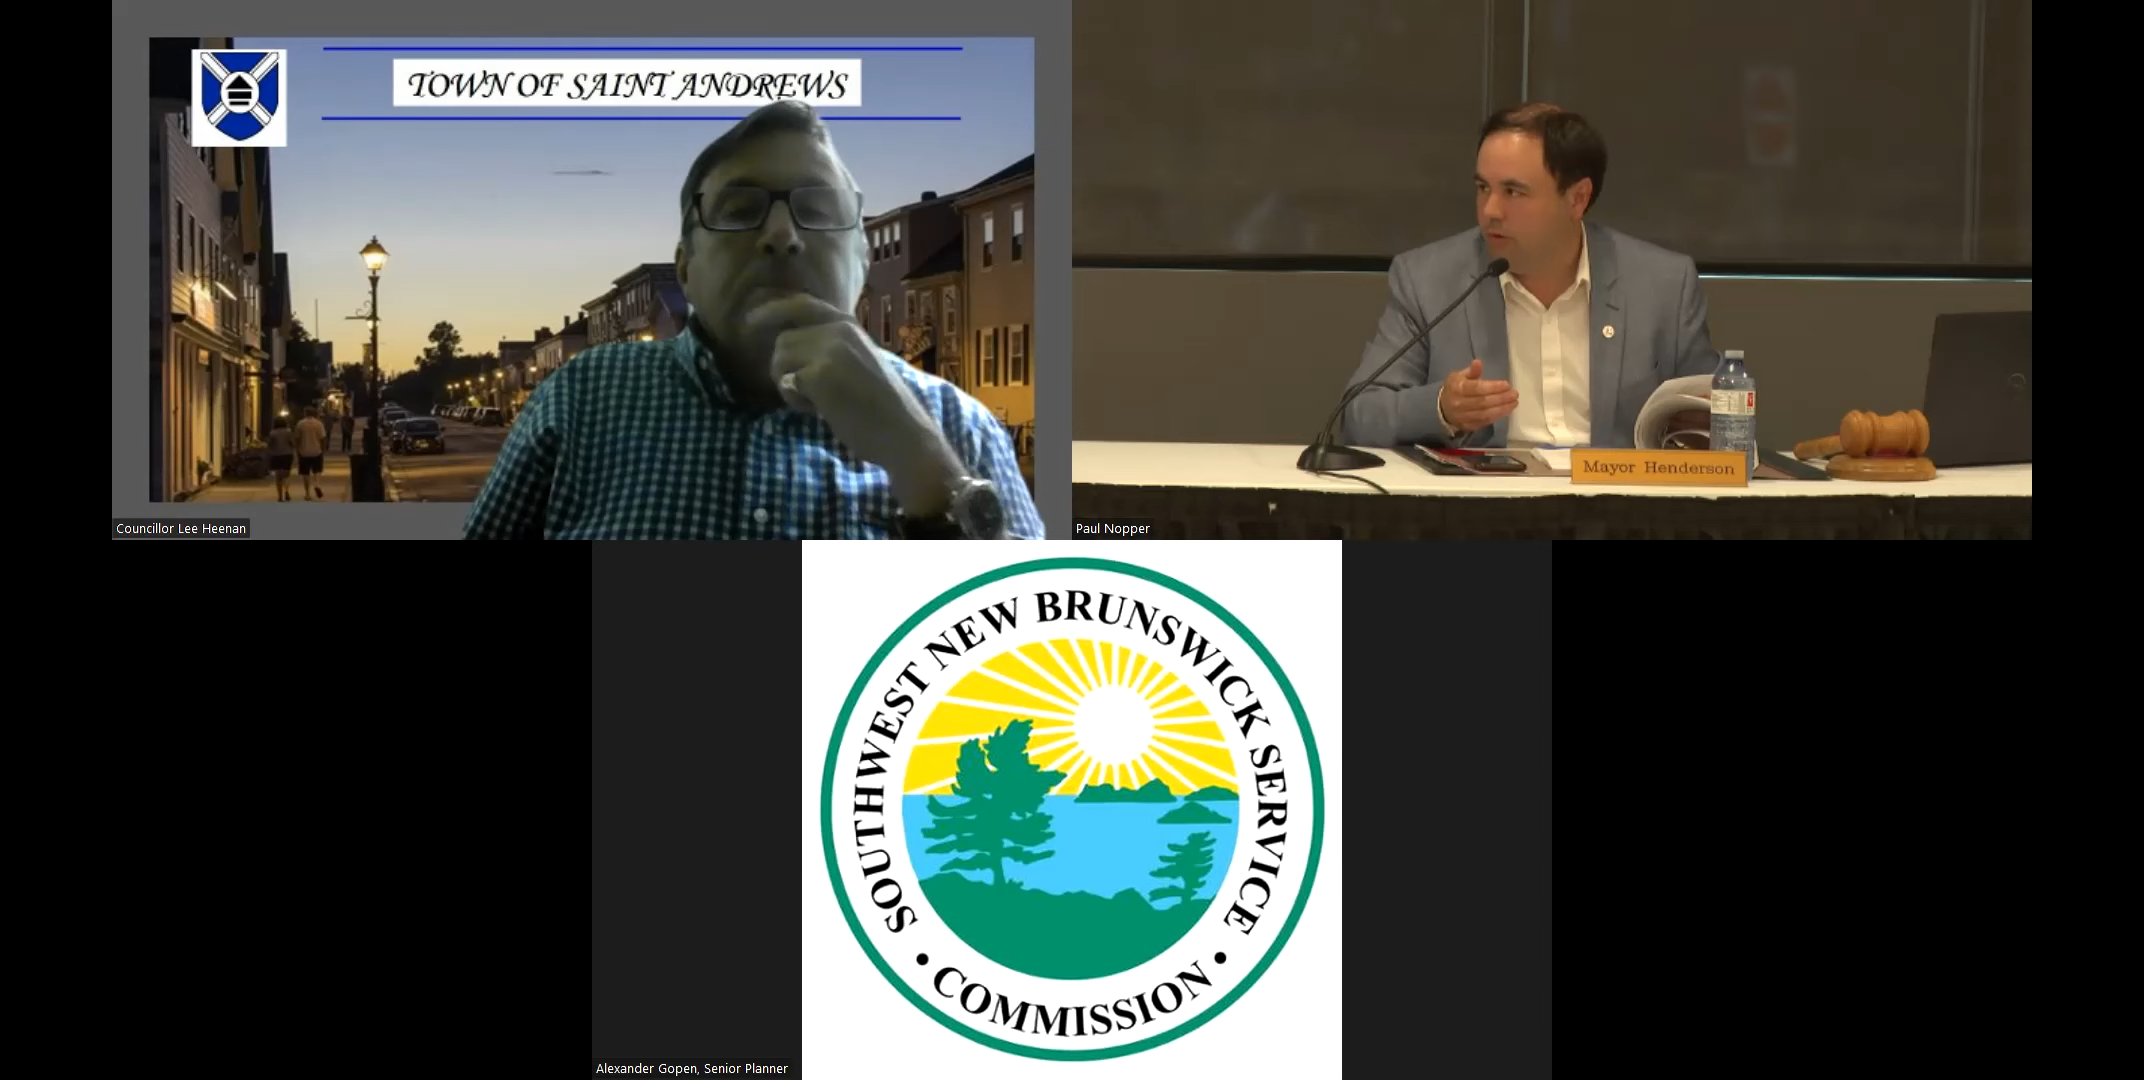 TOWN OF SAINT ANDREWS
Councillor Lee Heenan
Mayor Henderson
Paul Nopper
SOUTHWEST NEW BRUNSWICK SERVICE
• COMMISSION •
Alexander Gopen, Senior Planner